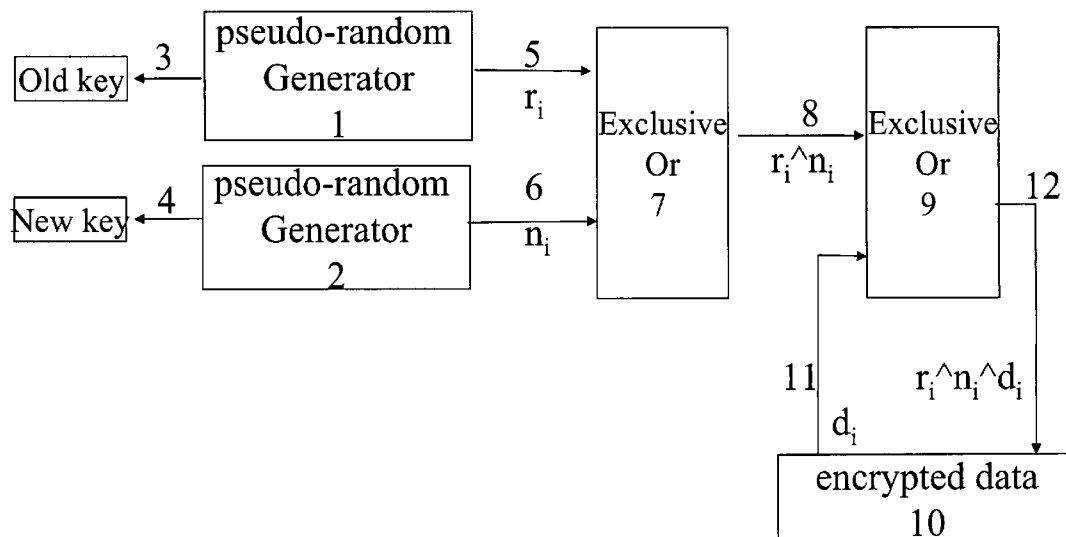 pseudo-random
Generator
1
3
Old key
5
r_i
Exclusive
Or
7
8
r_i^n_i
Exclusive
Or
9
12
pseudo-random
Generator
2
4
New key
6
n_i
11
d_i
r_i^n_i^d_i
encrypted data
10